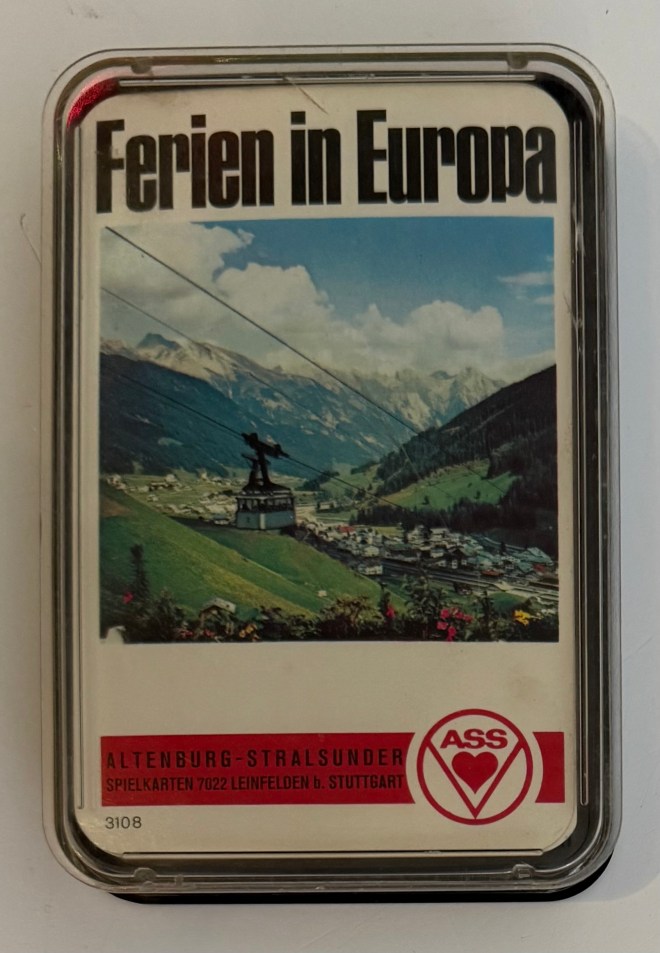 Ferien in Europa
ALTENBURG-STRALSUNDER
SPIELKARTEN 7022 LEINFELDEN b. STUTTGART
ASS
3108